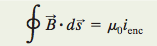 ∮ B⃗ · ds⃗ = μ₀i_enc